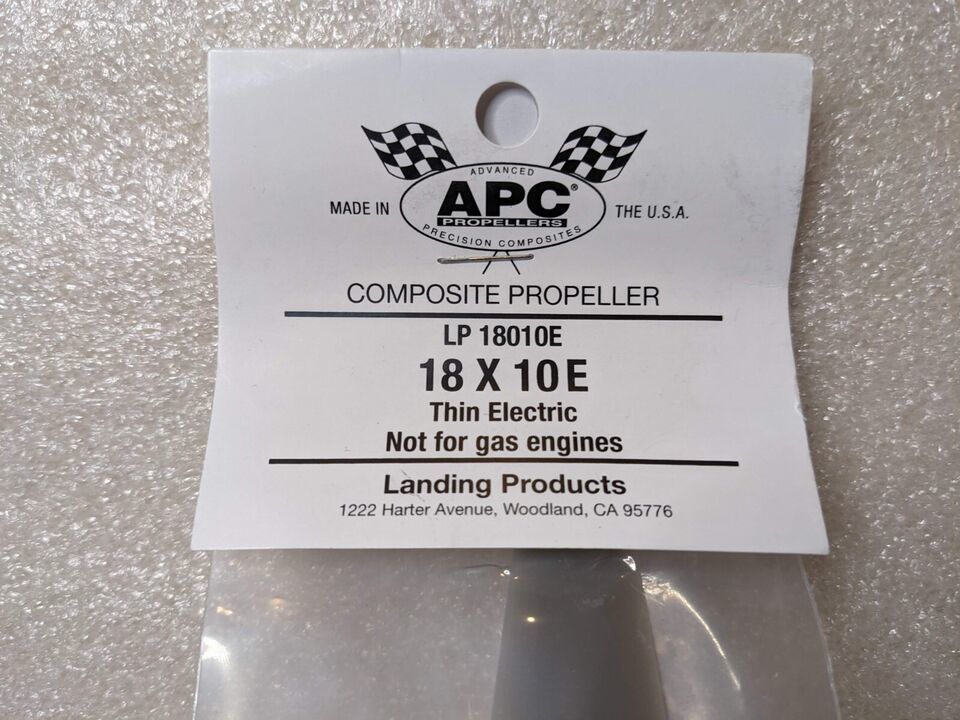 ADVANCED
APC®
PROPELLERS
PRECISION COMPOSITES
MADE IN
THE U.S.A.
COMPOSITE PROPELLER
LP 18010E
18 X 10 E
Thin Electric
Not for gas engines
Landing Products
1222 Harter Avenue, Woodland, CA 95776